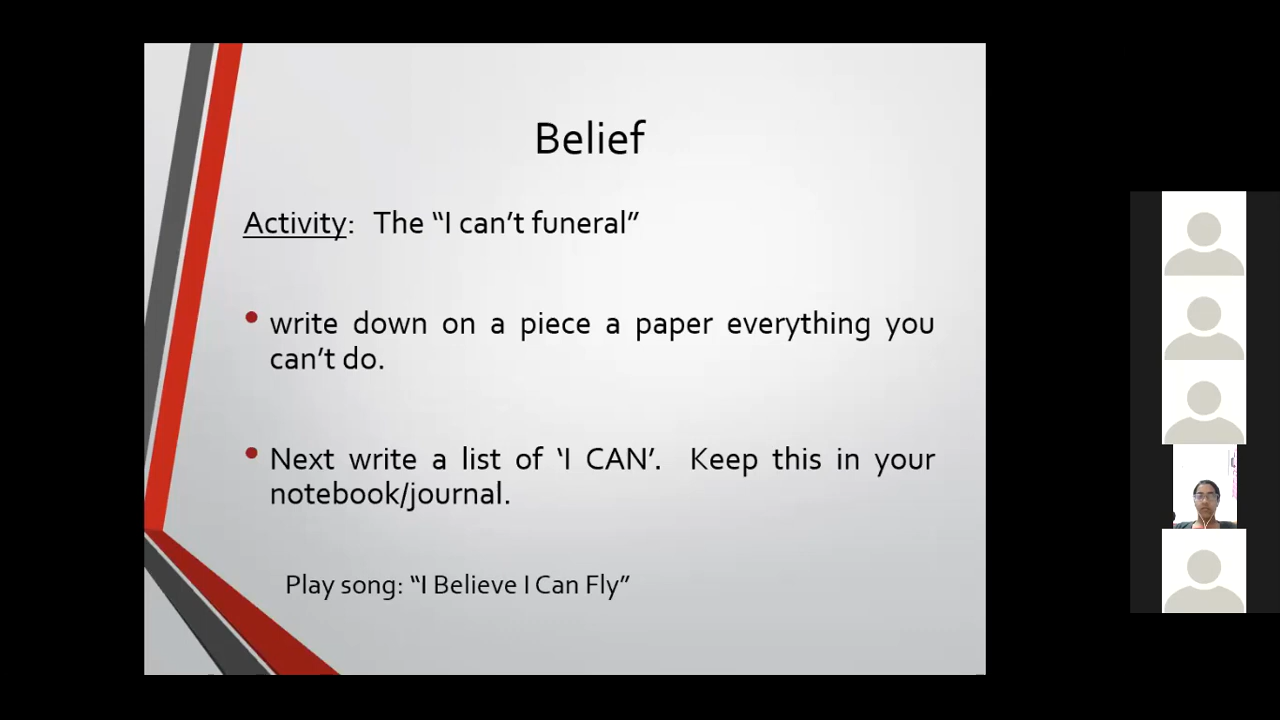 Belief
Activity: The “I can’t funeral”
write down on a piece a paper everything you
can’t do.
Next write a list of ‘I CAN’. Keep this in your
notebook/journal.
Play song: “I Believe I Can Fly”